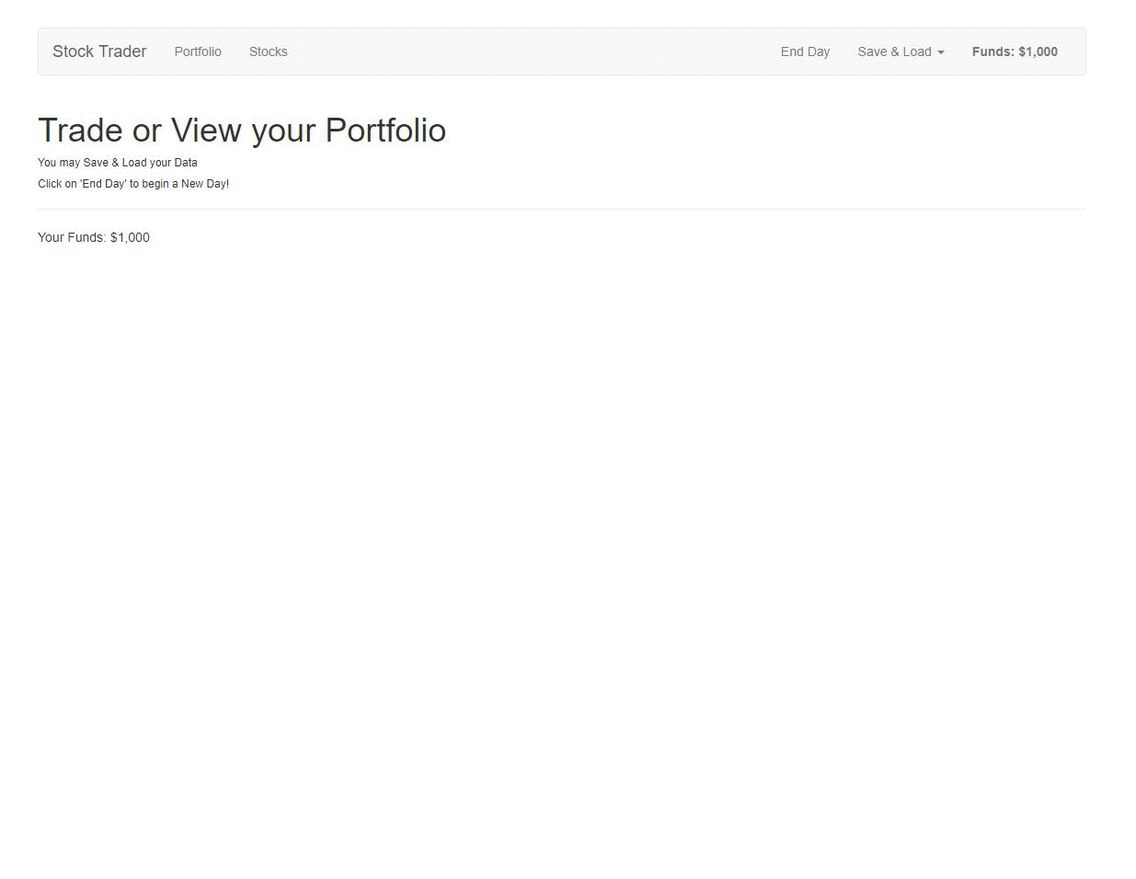 Stock Trader Portfolio Stocks End Day Save & Load Funds: $1,000
Trade or View your Portfolio
You may Save & Load your Data
Click on 'End Day' to begin a New Day!
Your Funds: $1,000